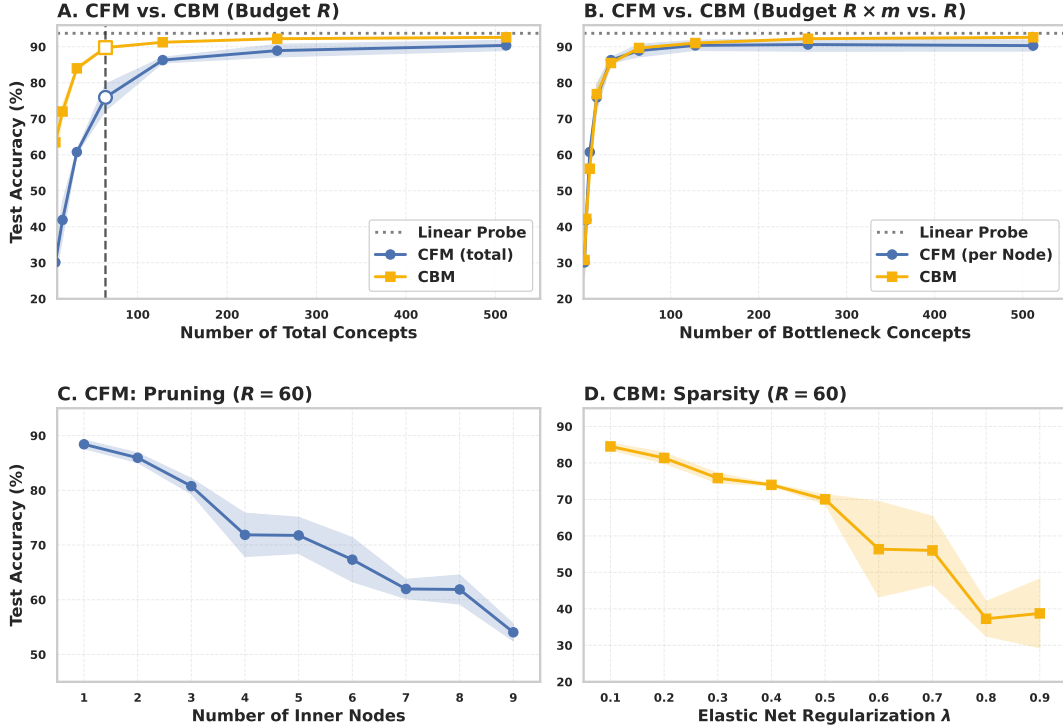 A. CFM vs. CBM (Budget R)
Test Accuracy (%)
90
80
70
60
50
40
30
20
Linear Probe
CFM (total)
CBM
100 200 300 400 500
Number of Total Concepts
B. CFM vs. CBM (Budget R × m vs. R)
90
80
70
60
50
40
30
20
Linear Probe
CFM (per Node)
CBM
100 200 300 400 500
Number of Bottleneck Concepts
C. CFM: Pruning (R = 60)
Test Accuracy (%)
90
80
70
60
50
1 2 3 4 5 6 7 8 9
Number of Inner Nodes
D. CBM: Sparsity (R = 60)
90
80
70
60
50
40
30
20
0.1 0.2 0.3 0.4 0.5 0.6 0.7 0.8 0.9
Elastic Net Regularization λ